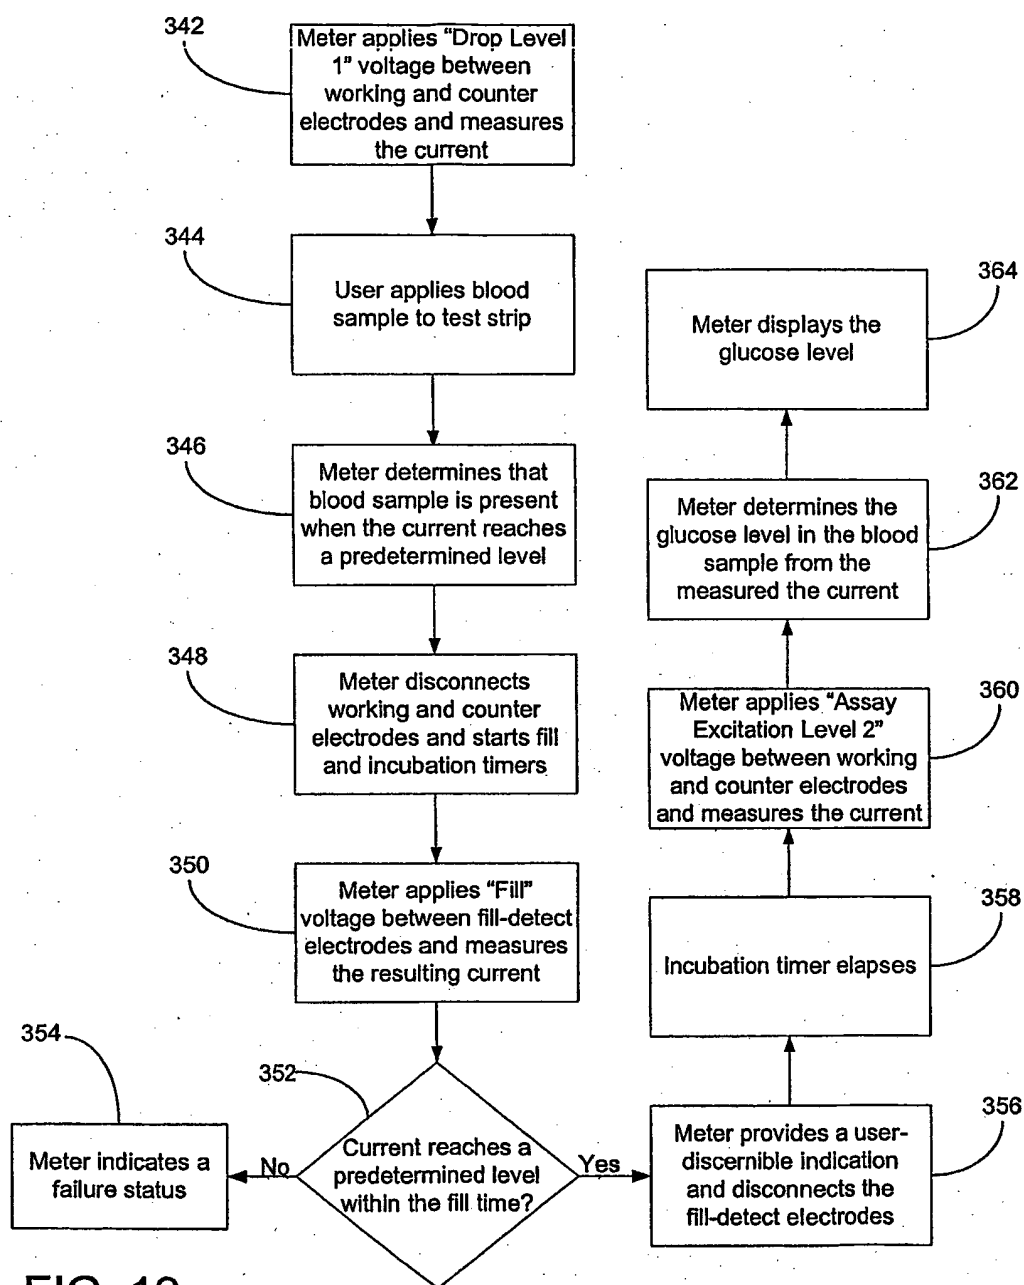 342
Meter applies “Drop Level
1” voltage between
working and counter
electrodes and measures
the current
344
User applies blood
sample to test strip
346
Meter determines that
blood sample is present
when the current reaches
a predetermined level
348
Meter disconnects
working and counter
electrodes and starts fill
and incubation timers
350
Meter applies “Fill”
voltage between fill-detect
electrodes and measures
the resulting current
352
Current reaches a
predetermined level
within the fill time?
No
354
Meter indicates a
failure status
Yes
356
Meter provides a user-
discernible indication
and disconnects the
fill-detect electrodes
358
Incubation timer elapses
360
Meter applies “Assay
Excitation Level 2”
voltage between working
and counter electrodes
and measures the current
362
Meter determines the
glucose level in the blood
sample from the
measured the current
364
Meter displays the
glucose level
FIG.